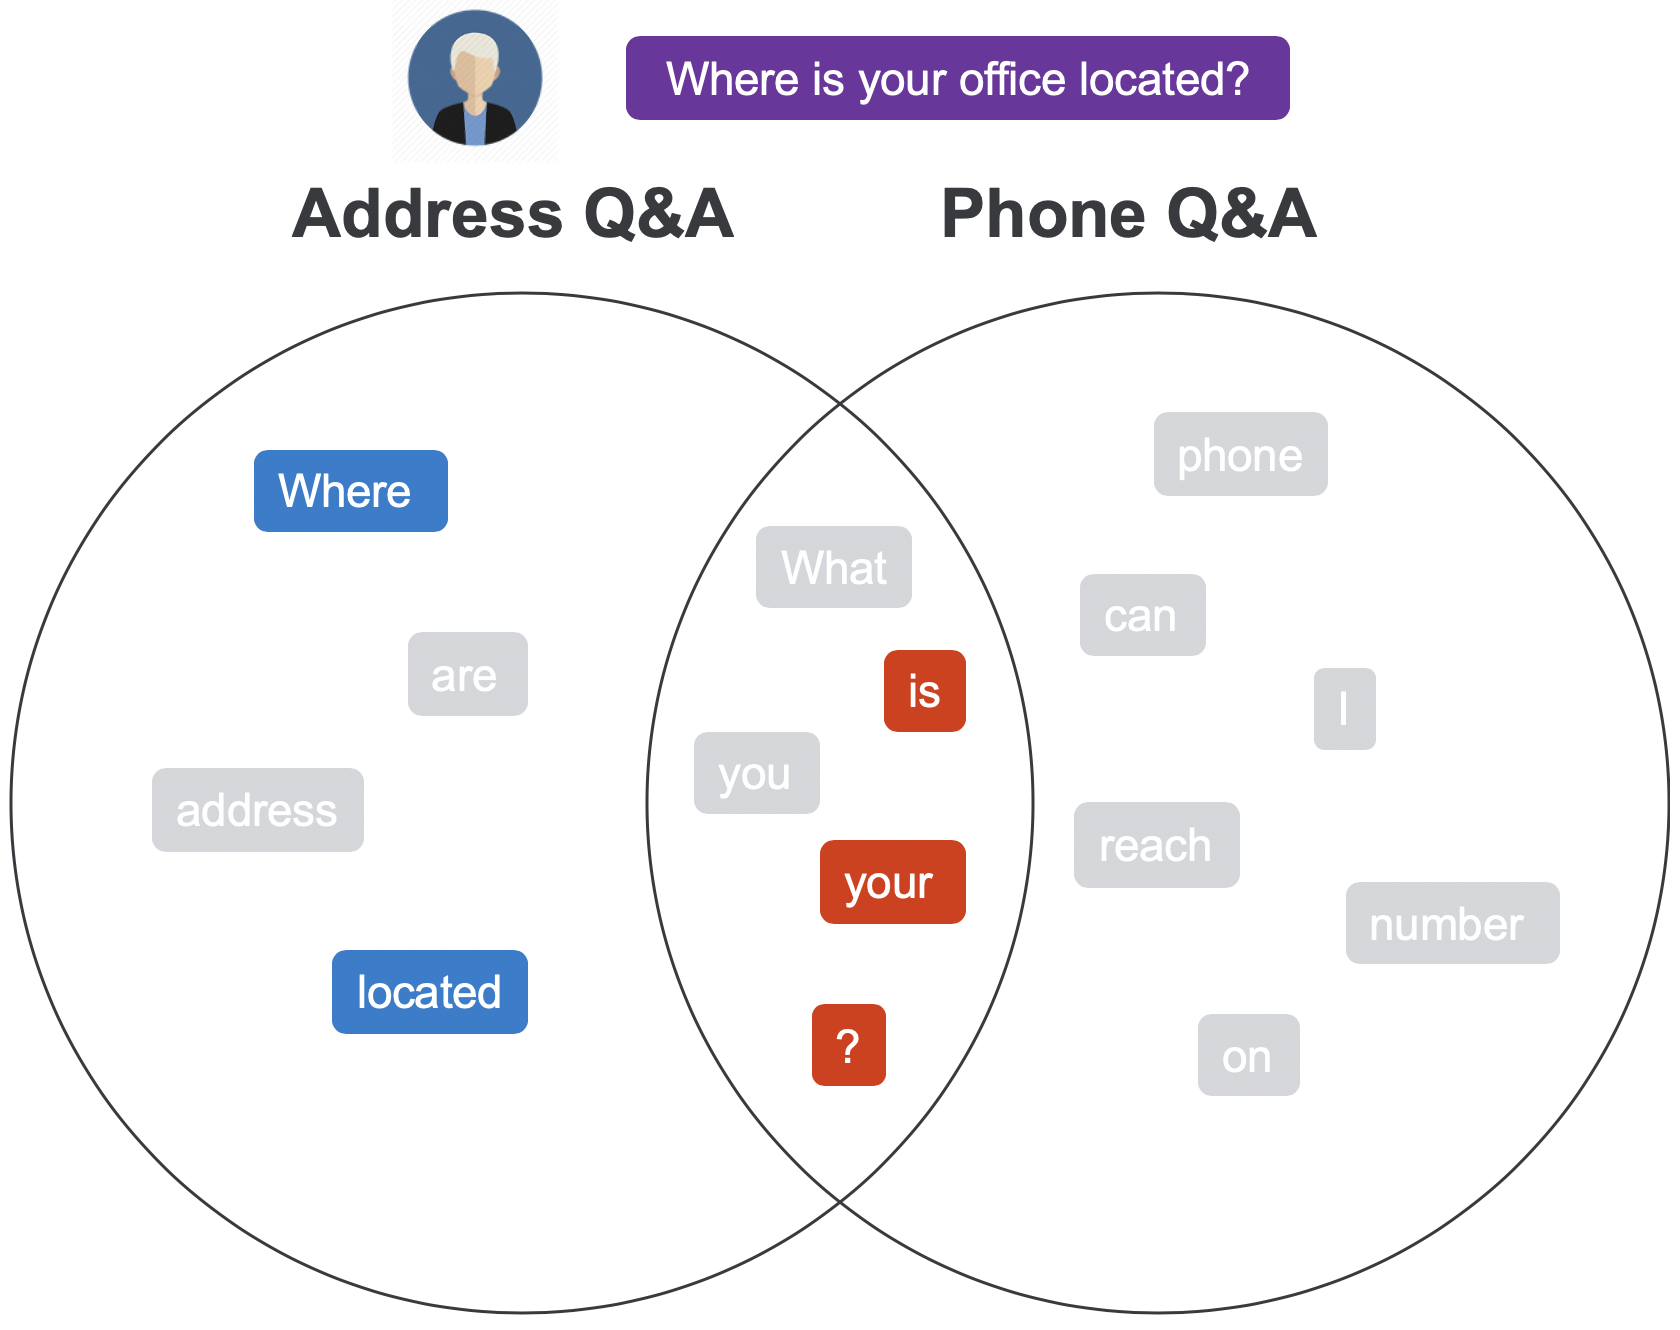 Where is your office located?
Address Q&A
Phone Q&A
Where
are
address
located
What
is
you
your
?
phone
can
I
reach
number
on